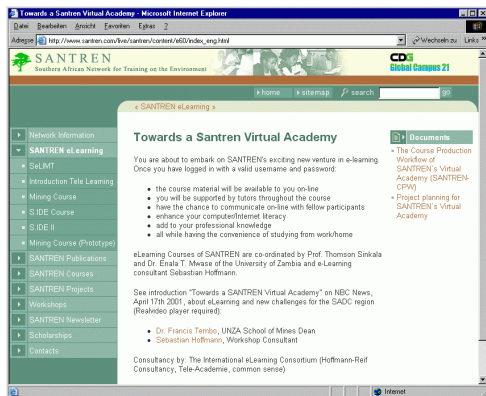 Towards a Santren Virtual Academy - Microsoft Internet Explorer
Datei Bearbeiten Ansicht Favoriten Extras ?
Adresse http://www.santren.com/live/santren/content/e60/index_eng.html Wechseln zu Links »
SANTREN
Southern African Network for Training on the Environment
CDG
Global Campus 21
home sitemap search go
« SANTREN eLearning »
Network Information
SANTREN eLearning
SeLIMT
Introduction Tele Learning
Mining Course
S.IDE Course
S.IDE II
Mining Course (Prototype)
SANTREN Publications
SANTREN Courses
SANTREN Projects
Workshops
SANTREN Newsletter
Scholarships
Contacts
Towards a Santren Virtual Academy
You are about to embark on SANTREN's exciting new venture in e-learning.
Once you have logged in with a valid username and password:
the course material will be available to you on-line
you will be supported by tutors throughout the course
have the chance to communicate on-line with fellow participants
enhance your computer/Internet literacy
add to your professional knowledge
all while having the convenience of studying from work/home
eLearning Courses of SANTREN are co-ordinated by Prof. Thomson Sinkala
and Dr. Enala T. Mwase of the University of Zambia and e-Learning
consultant Sebastian Hoffmann.
See introduction "Towards a SANTREN Virtual Academy" on NBC News,
April 17th 2001, about eLearning and new challenges for the SADC region
(Realvideo player required):
Dr. Francis Tembo, UNZA School of Mines Dean
Sebastian Hoffmann, Workshop Consultant
Consultancy by: The International eLearning Consortium (Hoffmann-Reif
Consultancy, Tele-Academie, common sense)
Documents
The Course Production
Workflow of
SANTREN´s Virtual
Academy (SANTREN-
CPW)
Project planning for
SANTREN´s Virtual
Academy
Internet